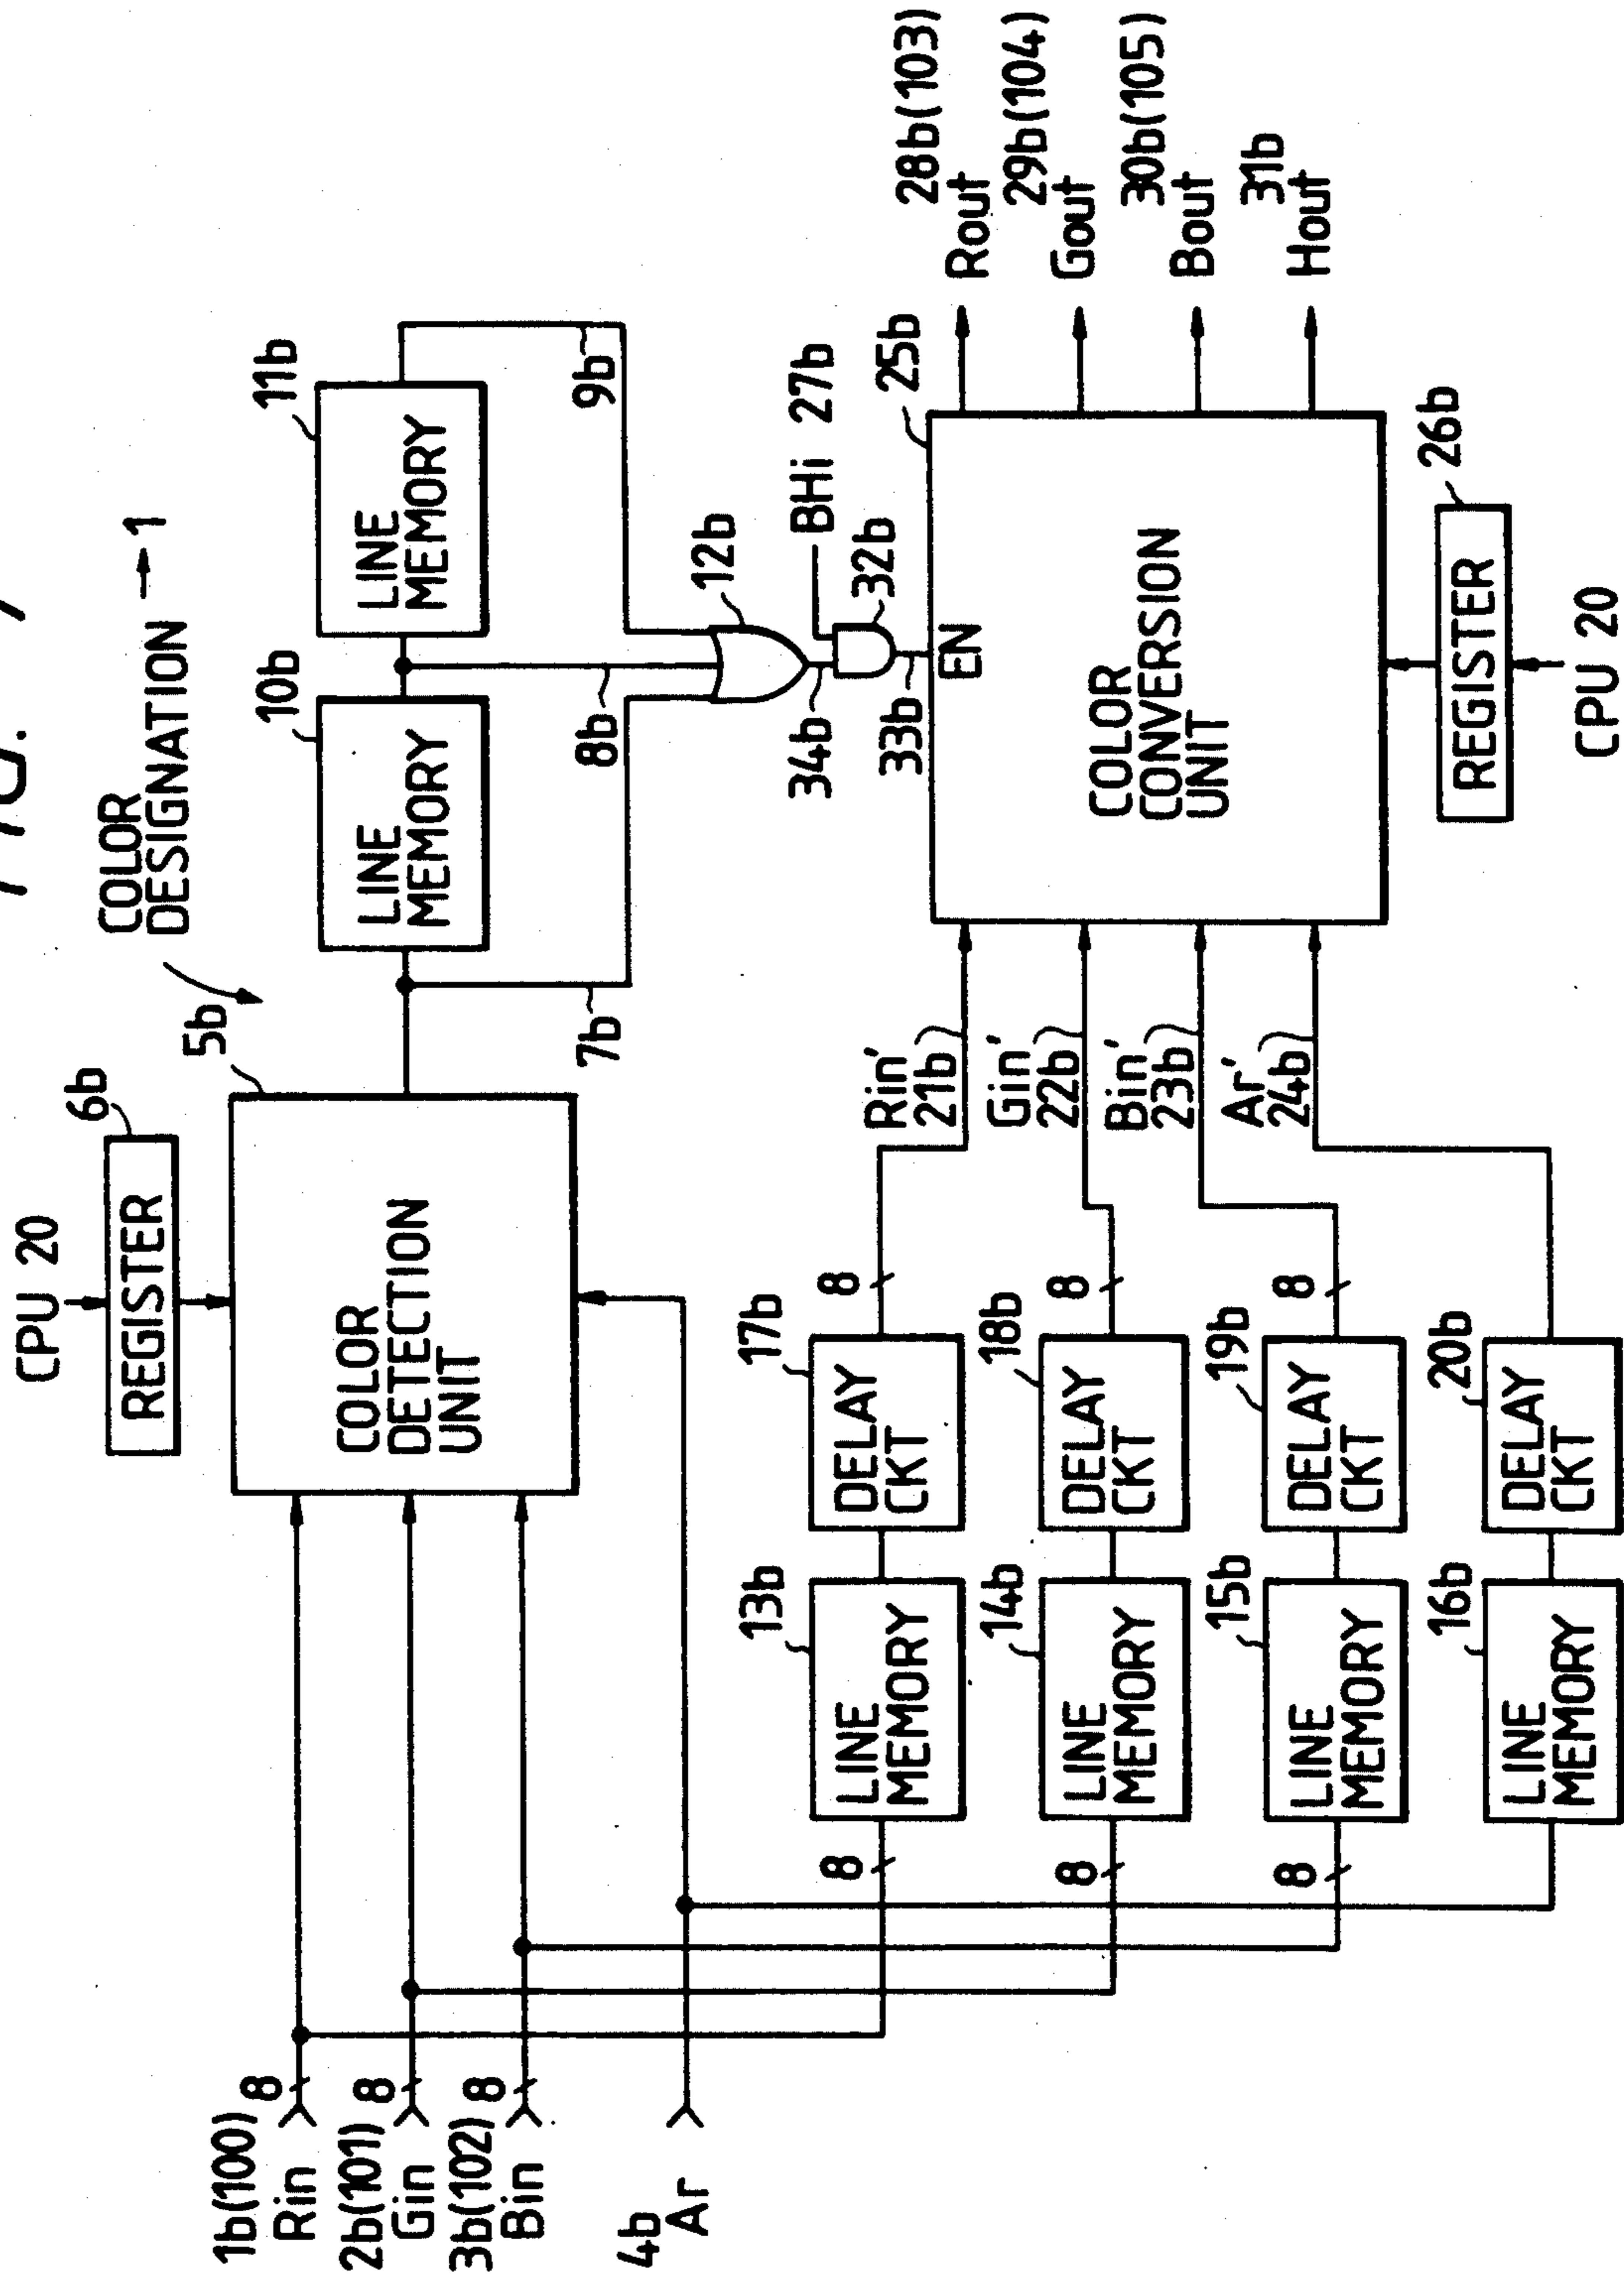 CPU 20
REGISTER
6b
5b
COLOR
DESIGNATION → 1
COLOR
DETECTION
UNIT
10b
LINE
MEMORY
11b
LINE
MEMORY
7b
8b
9b
12b
34b
BHi 27b
32b
33b
1b(100)
Rin
8
2b(101)
Gin
8
3b(102)
Bin
8
4b
Ar
8
13b
LINE
MEMORY
17b
DELAY
CKT
8
Rin'
21b
8
14b
LINE
MEMORY
18b
DELAY
CKT
8
Gin'
22b
8
15b
LINE
MEMORY
19b
DELAY
CKT
8
Bin'
23b
16b
LINE
MEMORY
20b
DELAY
CKT
Ar'
24b
EN
25b
COLOR
CONVERSION
UNIT
28b(103)
Rout
29b(104)
Gout
30b(105)
Bout
31b
Hout
26b
REGISTER
CPU 20